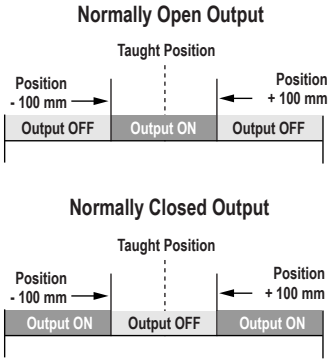 Normally Open Output
Taught Position
Position
- 100 mm
Position
+ 100 mm
Output OFF
Output ON
Output OFF
Normally Closed Output
Taught Position
Position
- 100 mm
Position
+ 100 mm
Output ON
Output OFF
Output ON